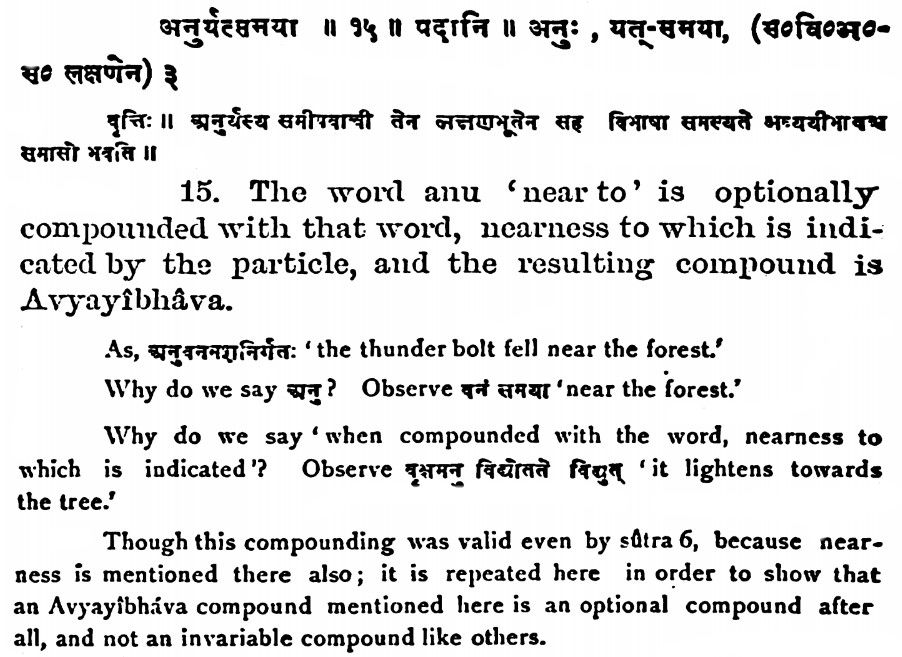 अनुर्यत्समया ॥ १५ ॥ पदानि ॥ अनुः , यत्-समया, (स०वि०अ०-
स० लक्षणेन) ३
वृत्तिः ॥ अनुर्यस्य समीपवाची तेन लक्षणभूतेन सह विभाषा समस्यते अव्ययीभावश्च
समासो भवति ॥
15. The word anu ‘near to’ is optionally
compounded with that word, nearness to which is indi-
cated by the particle, and the resulting compound is
Avyayîbhâva.
As, अनुवनमशनिर्गतः ‘the thunder bolt fell near the forest.’
Why do we say अनु? Observe वनं समया ‘near the forest.’
Why do we say ‘when compounded with the word, nearness to
which is indicated’? Observe वृक्षमनु विद्योतते विद्युत् ‘it lightens towards
the tree.’
Though this compounding was valid even by sûtra 6, because near-
ness is mentioned there also; it is repeated here in order to show that
an Avyayîbháva compound mentioned here is an optional compound after
all, and not an invariable compound like others.